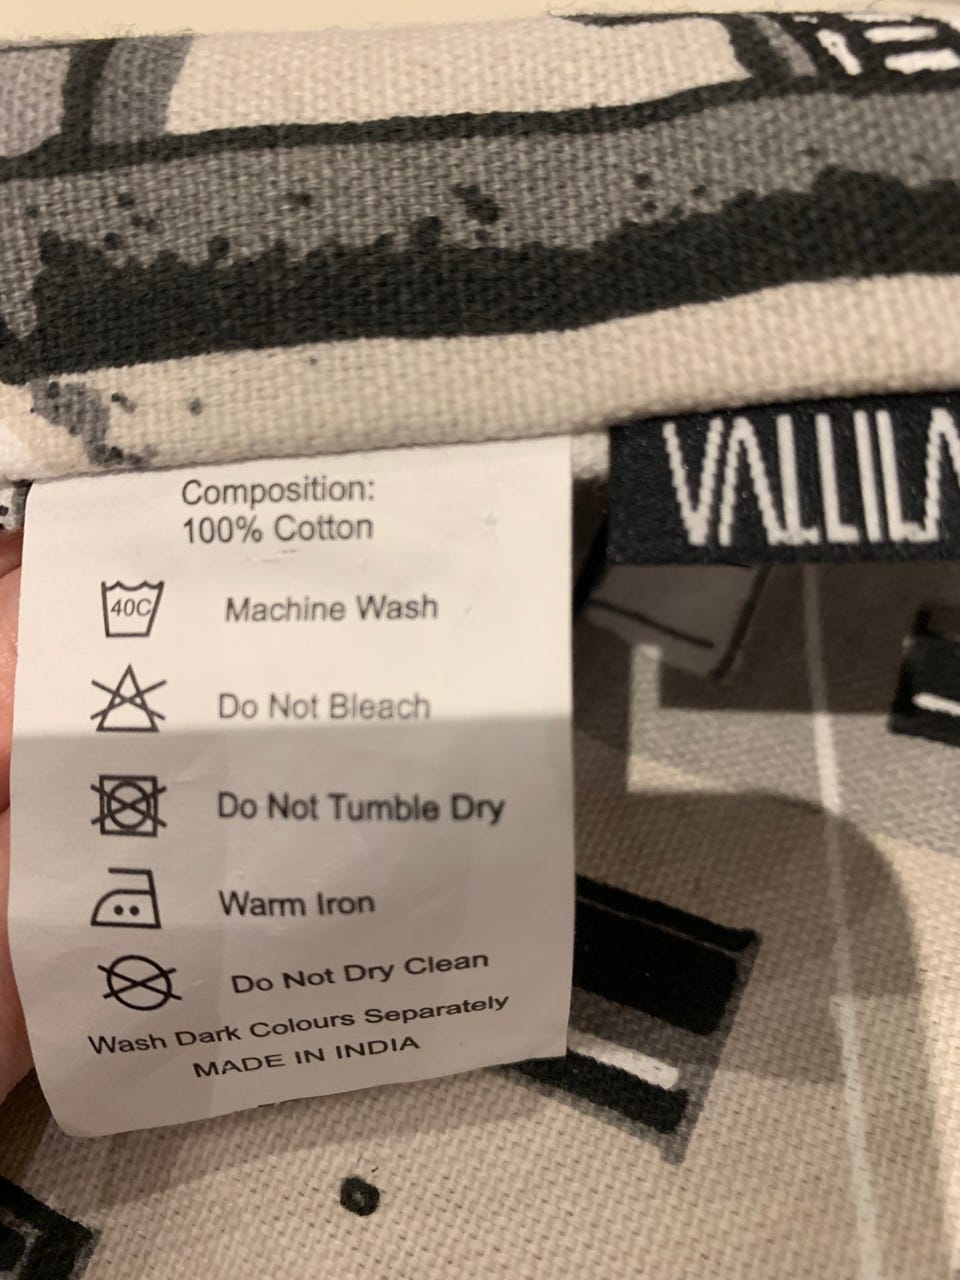 VALLILA
Composition:
100% Cotton
40C Machine Wash
Do Not Bleach
Do Not Tumble Dry
Warm Iron
Do Not Dry Clean
Wash Dark Colours Separately
MADE IN INDIA